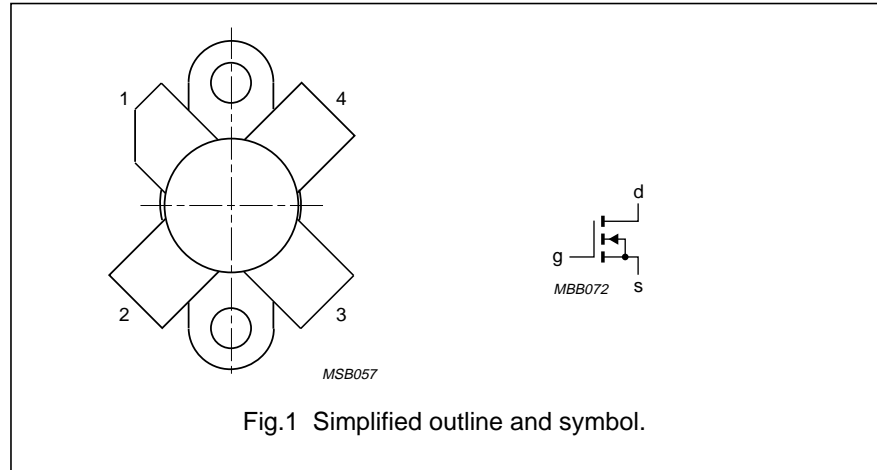 1
4
2
3
MSB057
d
g
MBB072
s
Fig.1 Simplified outline and symbol.